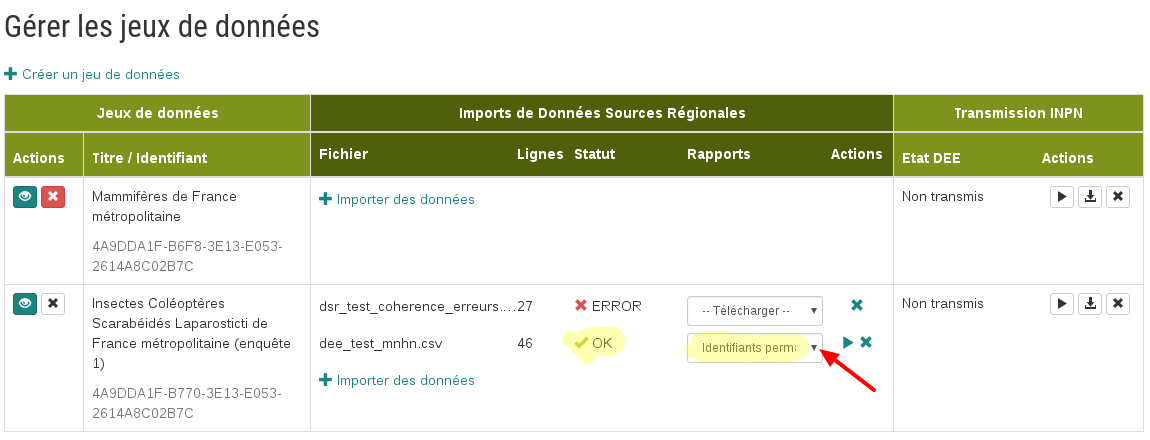 Gérer les jeux de données
Créer un jeu de données
Jeux de données Imports de Données Sources Régionales Transmission INPN
Actions Titre / Identifiant Fichier Lignes Statut Rapports Actions Etat DEE Actions
Mammifères de France
métropolitaine
4A9DDA1F-B6F8-3E13-E053-
2614A8C02B7C
Importer des données
Non transmis
Insectes Coléoptères
Scarabéidés Laparosticti de
France métropolitaine (enquête
1)
4A9DDA1F-B770-3E13-E053-
2614A8C02B7C
dsr_test_coherence_erreurs.… 27 ERROR -- Télécharger --
dee_test_mnhn.csv 46 OK Identifiants perma
Importer des données
Non transmis